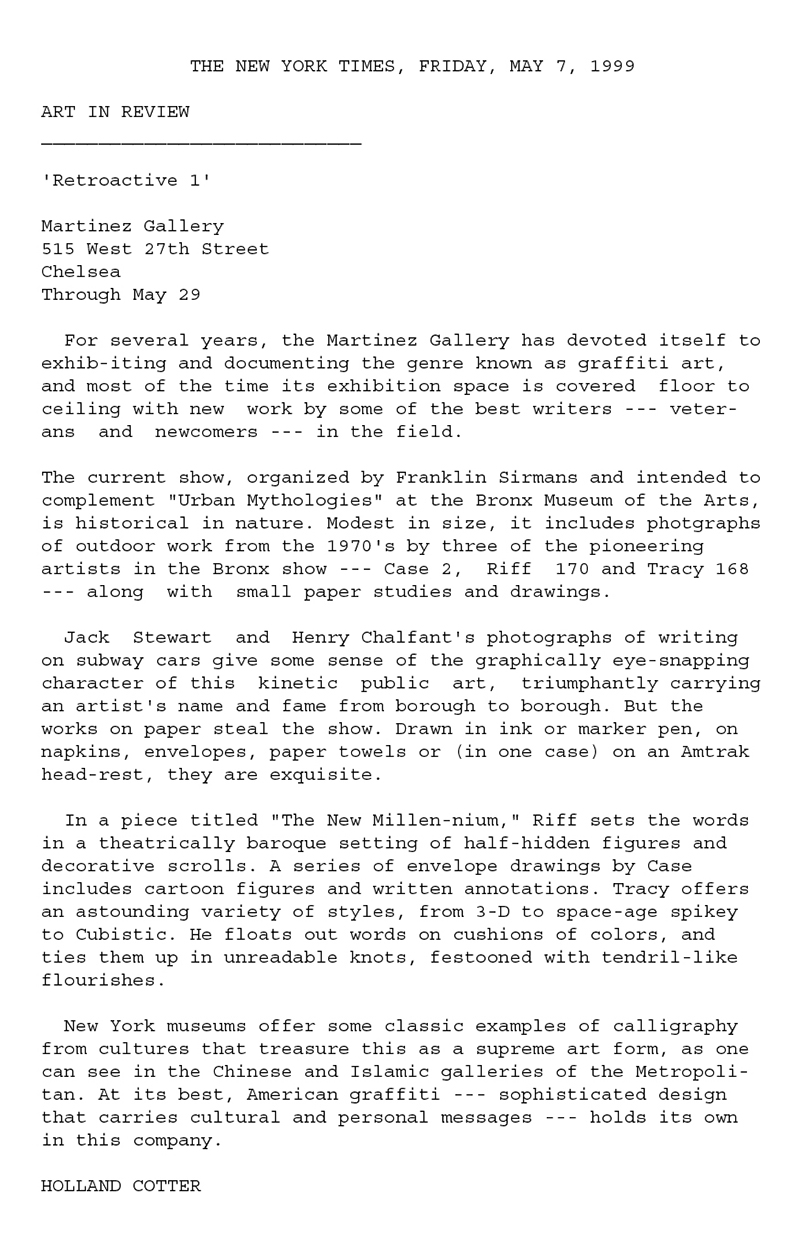 THE NEW YORK TIMES, FRIDAY, MAY 7, 1999
ART IN REVIEW
____________________________
'Retroactive 1'
Martinez Gallery
515 West 27th Street
Chelsea
Through May 29
For several years, the Martinez Gallery has devoted itself to
exhib-iting and documenting the genre known as graffiti art,
and most of the time its exhibition space is covered  floor to
ceiling with new  work by some of the best writers --- veter-
ans  and  newcomers --- in the field.
The current show, organized by Franklin Sirmans and intended to
complement "Urban Mythologies" at the Bronx Museum of the Arts,
is historical in nature. Modest in size, it includes photgraphs
of outdoor work from the 1970's by three of the pioneering
artists in the Bronx show --- Case 2,  Riff  170 and Tracy 168
--- along  with  small paper studies and drawings.
Jack  Stewart  and  Henry Chalfant's photographs of writing
on subway cars give some sense of the graphically eye-snapping
character of this  kinetic  public  art,  triumphantly carrying
an artist's name and fame from borough to borough. But the
works on paper steal the show. Drawn in ink or marker pen, on
napkins, envelopes, paper towels or (in one case) on an Amtrak
head-rest, they are exquisite.
In a piece titled "The New Millen-nium," Riff sets the words
in a theatrically baroque setting of half-hidden figures and
decorative scrolls. A series of envelope drawings by Case
includes cartoon figures and written annotations. Tracy offers
an astounding variety of styles, from 3-D to space-age spikey
to Cubistic. He floats out words on cushions of colors, and
ties them up in unreadable knots, festooned with tendril-like
flourishes.
New York museums offer some classic examples of calligraphy
from cultures that treasure this as a supreme art form, as one
can see in the Chinese and Islamic galleries of the Metropoli-
tan. At its best, American graffiti --- sophisticated design
that carries cultural and personal messages --- holds its own
in this company.
HOLLAND COTTER